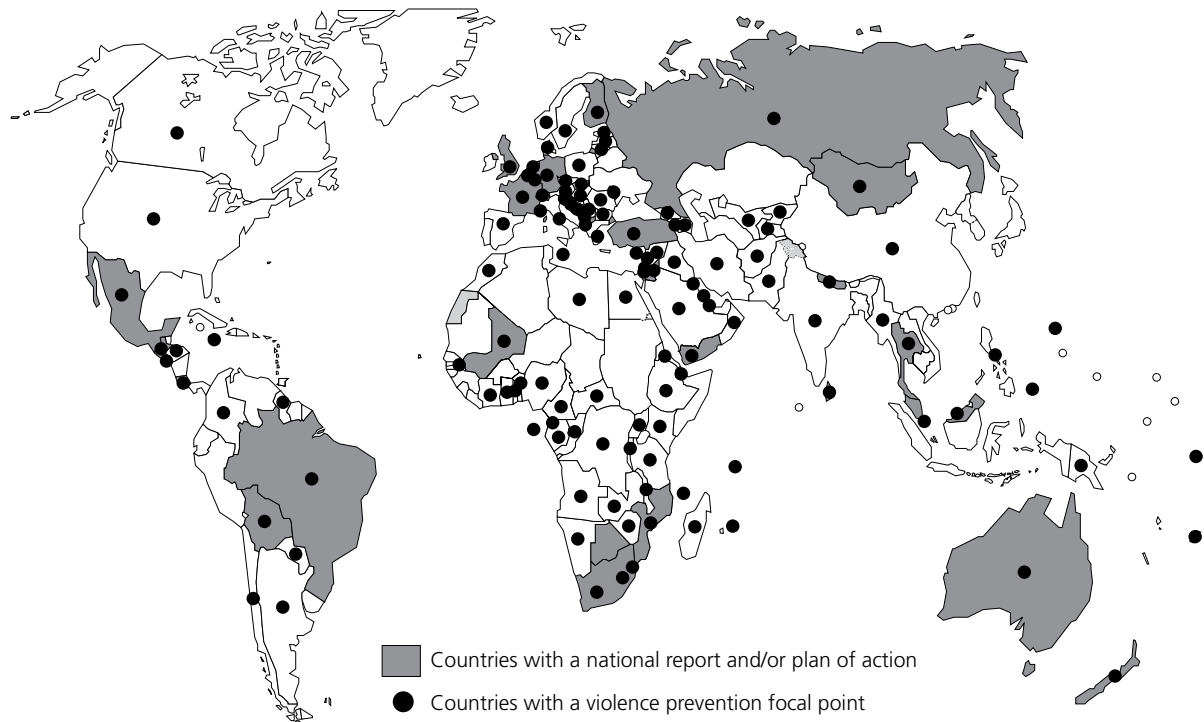 Countries with a national report and/or plan of action
Countries with a violence prevention focal point